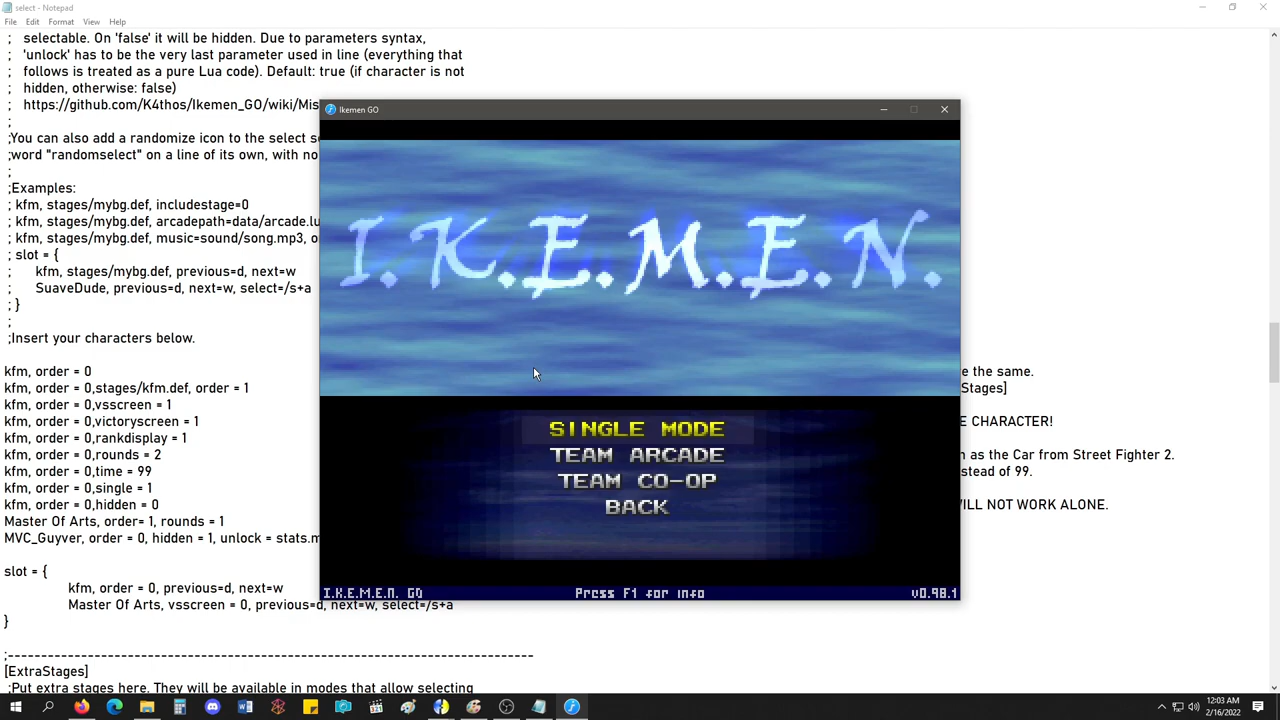 select - Notepad
File Edit Format View Help
;   selectable. On 'false' it will be hidden. Due to parameters syntax,
;   'unlock' has to be the very last parameter used in line (everything that
;   follows is treated as a pure Lua code). Default: true (if character is not
;   hidden, otherwise: false)
;   https://github.com/K4thos/Ikemen_GO/wiki/Mis
;
;You can also add a randomize icon to the select s
;word "randomselect" on a line of its own, with no
;
;Examples:
; kfm, stages/mybg.def, includestage=0
; kfm, stages/mybg.def, arcadepath=data/arcade.lu
; kfm, stages/mybg.def, music=sound/song.mp3, o
; slot = {
;     kfm, stages/mybg.def, previous=d, next=w
;     SuaveDude, previous=d, next=w, select=/s+a
; }
;
;Insert your characters below.
kfm, order = 0 e the same.
kfm, order = 0,stages/kfm.def, order = 1 Stages]
kfm, order = 0,vsscreen = 1
kfm, order = 0,victoryscreen = 1 E CHARACTER!
kfm, order = 0,rankdisplay = 1
kfm, order = 0,rounds = 2 as the Car from Street Fighter 2.
kfm, order = 0,time = 99 stead of 99.
kfm, order = 0,single = 1
kfm, order = 0,hidden = 0 WILL NOT WORK ALONE.
Master Of Arts, order= 1, rounds = 1
MVC_Guyver, order = 0, hidden = 1, unlock = stats.m
slot = {
kfm, order = 0, previous=d, next=w
Master Of Arts, vsscreen = 0, previous=d, next=w, select=/s+a
}
;-----------------------------------------------------------------------------
[ExtraStages]
;Put extra stages here. They will be available in modes that allow selecting
Ikemen GO
I.K.E.M.E.N.
SINGLE MODE
TEAM ARCADE
TEAM CO-OP
BACK
I.K.E.M.E.N. GO Press F1 for info v0.98.1
12:03 AM
2/16/2022